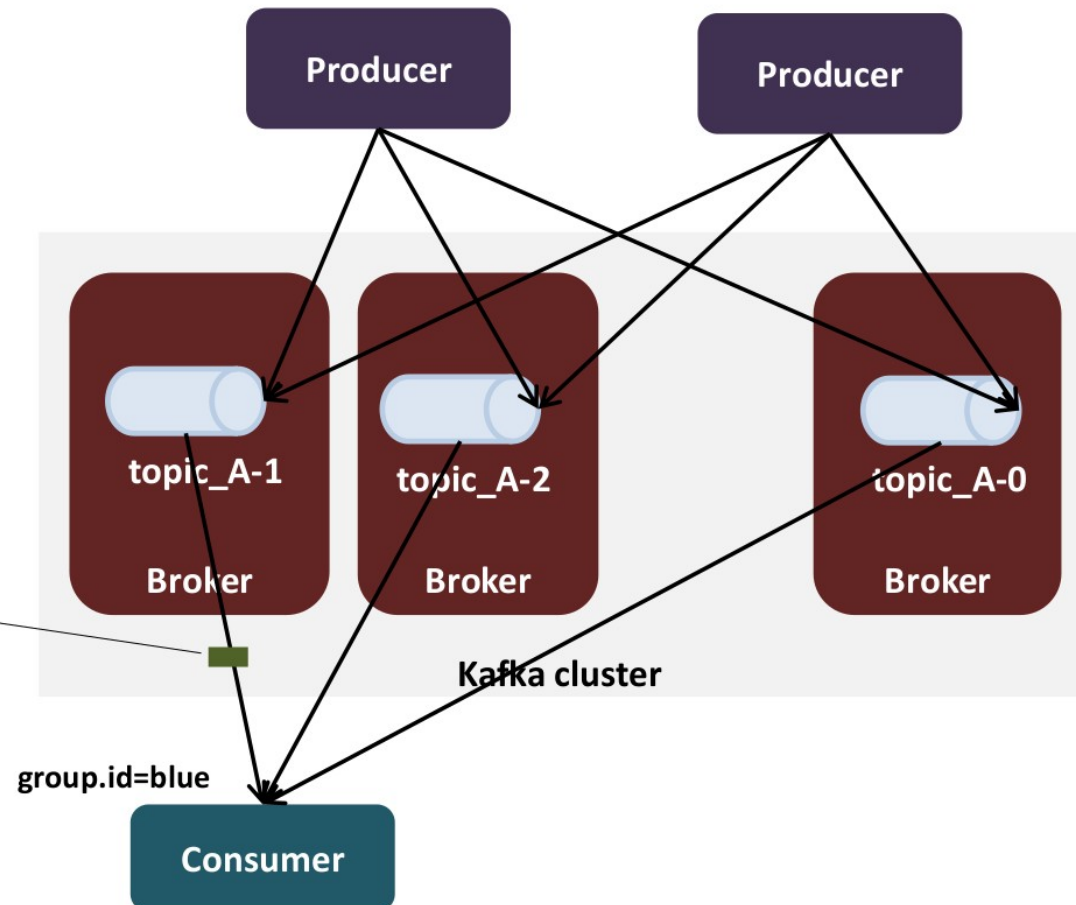 Producer
Producer
topic_A-1
topic_A-2
topic_A-0
Broker
Broker
Broker
Kafka cluster
group.id=blue
Consumer